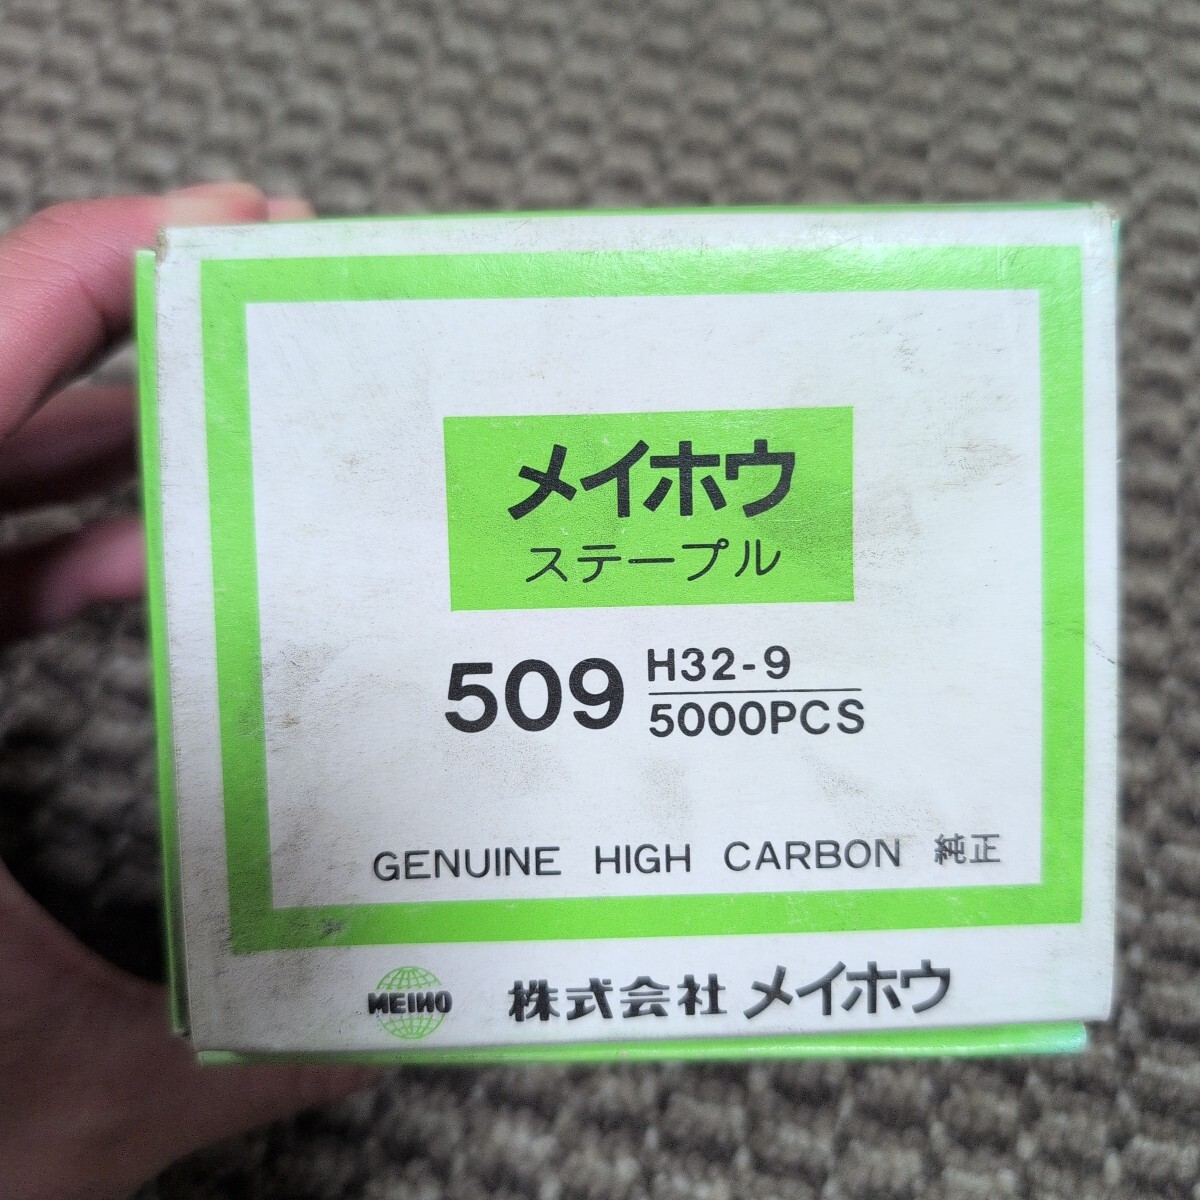 メイホウ
ステープル
509 H32-9
5000PCS
GENUINE HIGH CARBON 純正
MEIHO 株式会社 メイホウ